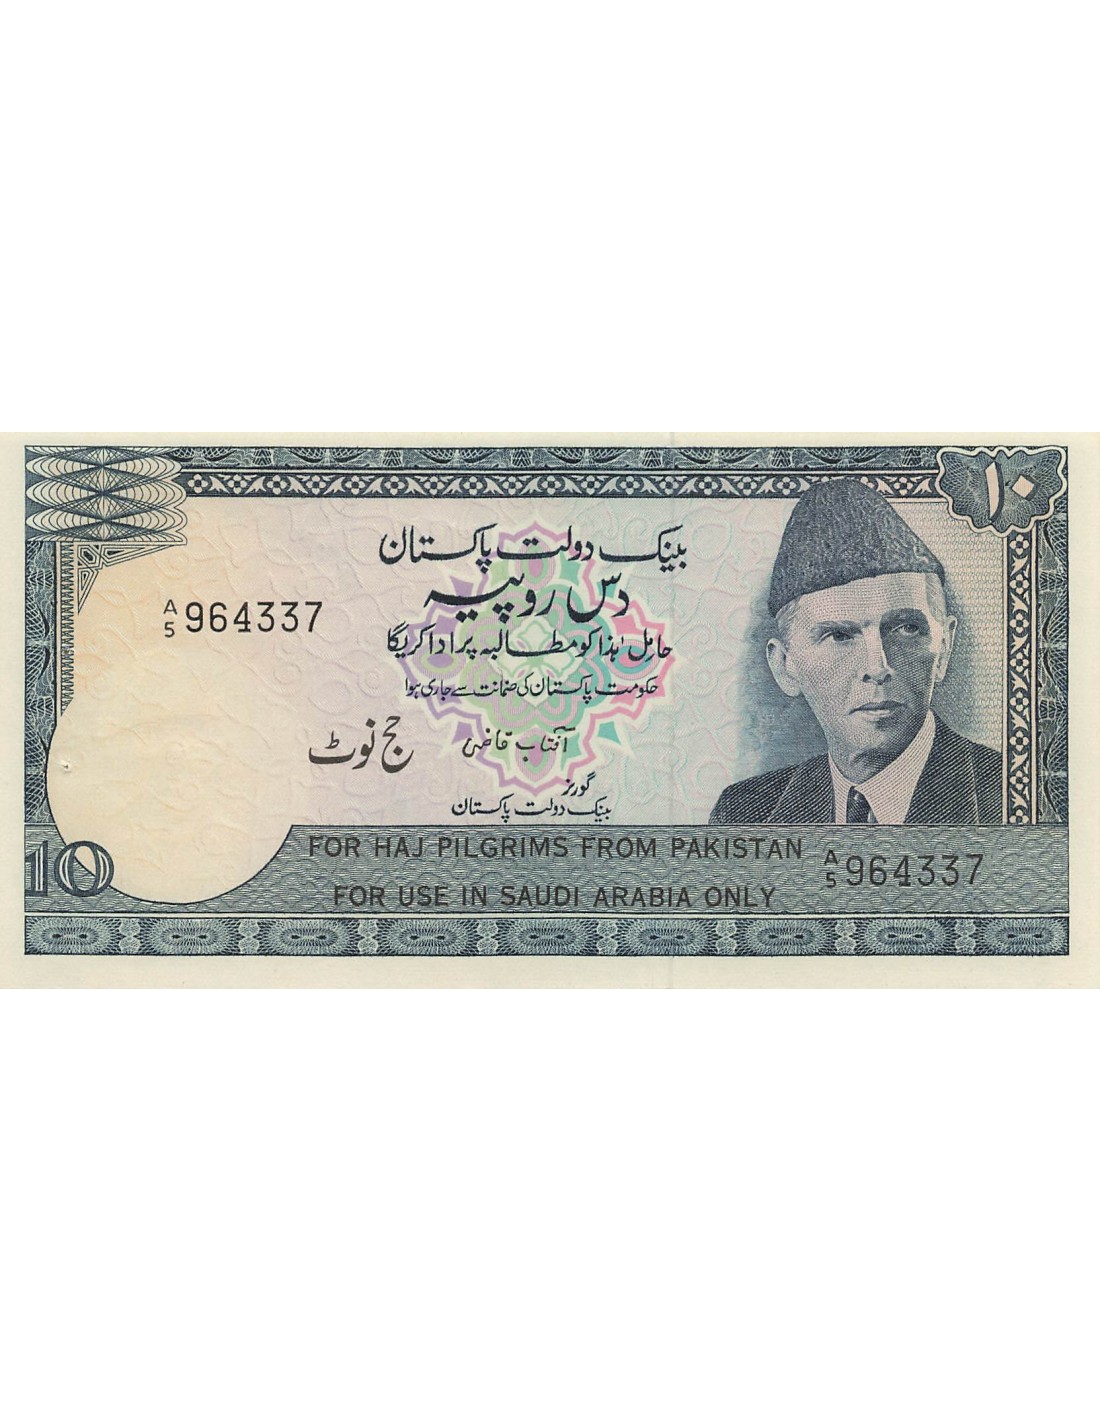 ۱۰
بینک دولت پاکستان
دس روپیہ
A/5 964337
حامل ہٰذا کو مطالبہ پر ادا کریگا
حکومت پاکستان کی ضمانت سے جاری ہوا
حج نوٹ
آفتاب قاضی
گورنر
بینک دولت پاکستان
FOR HAJ PILGRIMS FROM PAKISTAN
A/5 964337
10
FOR USE IN SAUDI ARABIA ONLY